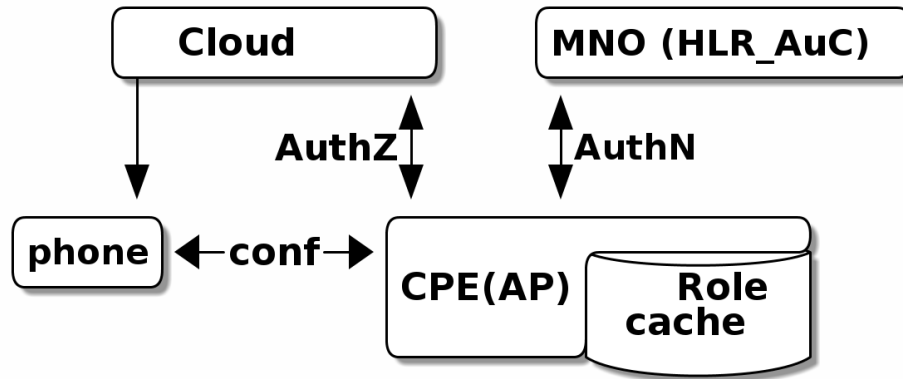 Cloud
MNO (HLR_AuC)
AuthZ
AuthN
phone
conf
CPE(AP)
Role
cache